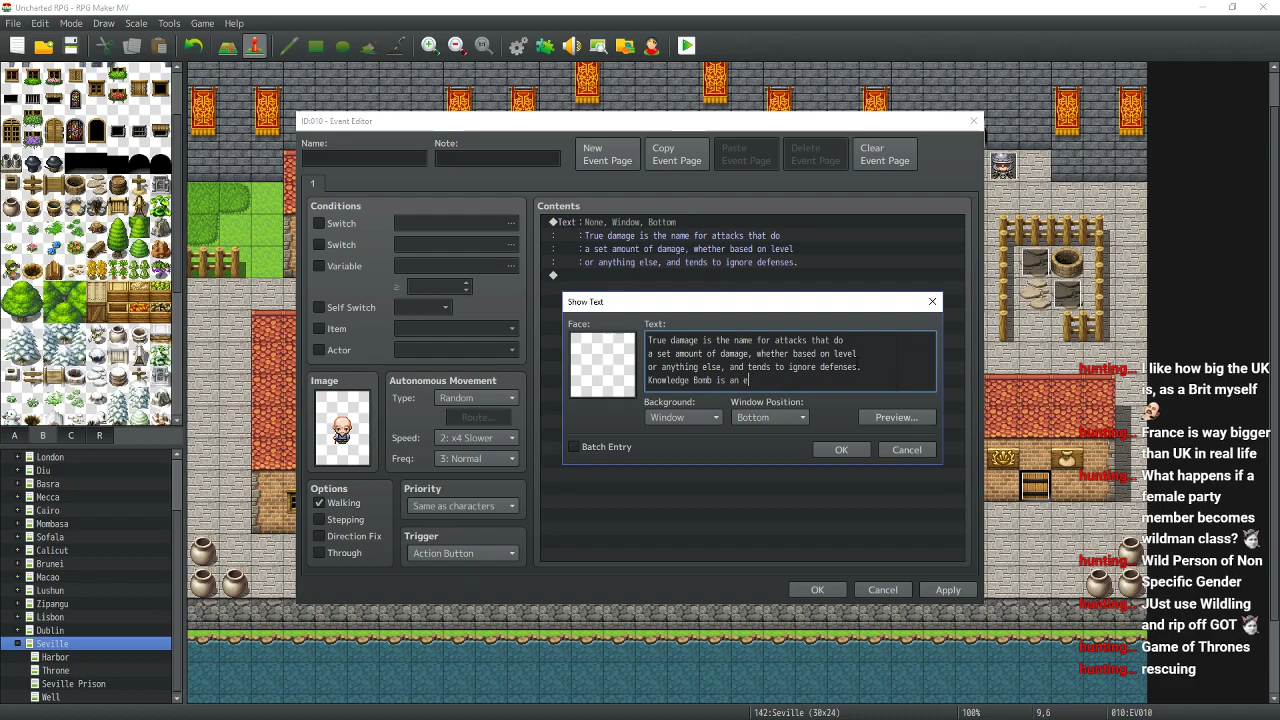 Uncharted RPG - RPG Maker MV
File Edit Mode Draw Scale Tools Game Help
ID:010 - Event Editor
Name:
Note:
New
Event Page
Copy
Event Page
Paste
Event Page
Delete
Event Page
Clear
Event Page
1
Conditions
Switch ...
Switch ...
Variable ...
≥
Self Switch
Item
Actor
Image
Autonomous Movement
Type: Random
Route...
Speed: 2: x4 Slower
Freq: 3: Normal
Options
Walking
Stepping
Direction Fix
Through
Priority
Same as characters
Trigger
Action Button
Contents
◆Text：None, Window, Bottom
：　　：True damage is the name for attacks that do
：　　：a set amount of damage, whether based on level
：　　：or anything else, and tends to ignore defenses.
◆
Show Text
Face:
Text:
True damage is the name for attacks that do
a set amount of damage, whether based on level
or anything else, and tends to ignore defenses.
Knowledge Bomb is an e
Background:
Window
Window Position:
Bottom
Preview...
Batch Entry
OK
Cancel
OK
Cancel
Apply
A B C R
London
Diu
Basra
Mecca
Cairo
Mombasa
Sofala
Calicut
Brunei
Macao
Lushun
Zipangu
Lisbon
Dublin
Seville
Harbor
Throne
Seville Prison
Well
hunting... I like how big the UK
is, as a Brit myself
hunting... France is way bigger
than UK in real life
hunting... What happens if a
female party
member becomes
wildman class?
hunting... Wild Person of Non
Specific Gender
hunting... JUst use Wildling
and rip off GOT
hunting... Game of Thrones
hunting... rescuing
142:Seville (30x24)
100%
9,6
010:EV010